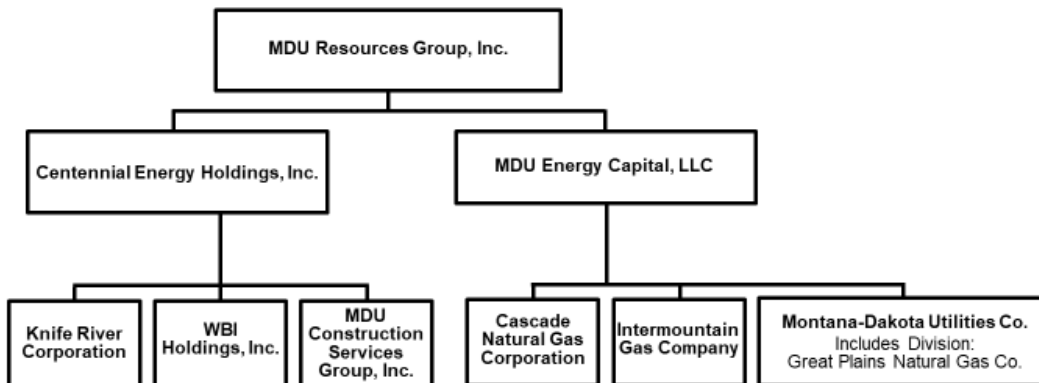 MDU Resources Group, Inc.
Centennial Energy Holdings, Inc.
MDU Energy Capital, LLC
Knife River
Corporation
WBI
Holdings, Inc.
MDU
Construction
Services
Group, Inc.
Cascade
Natural Gas
Corporation
Intermountain
Gas Company
Montana-Dakota Utilities Co.
Includes Division:
Great Plains Natural Gas Co.